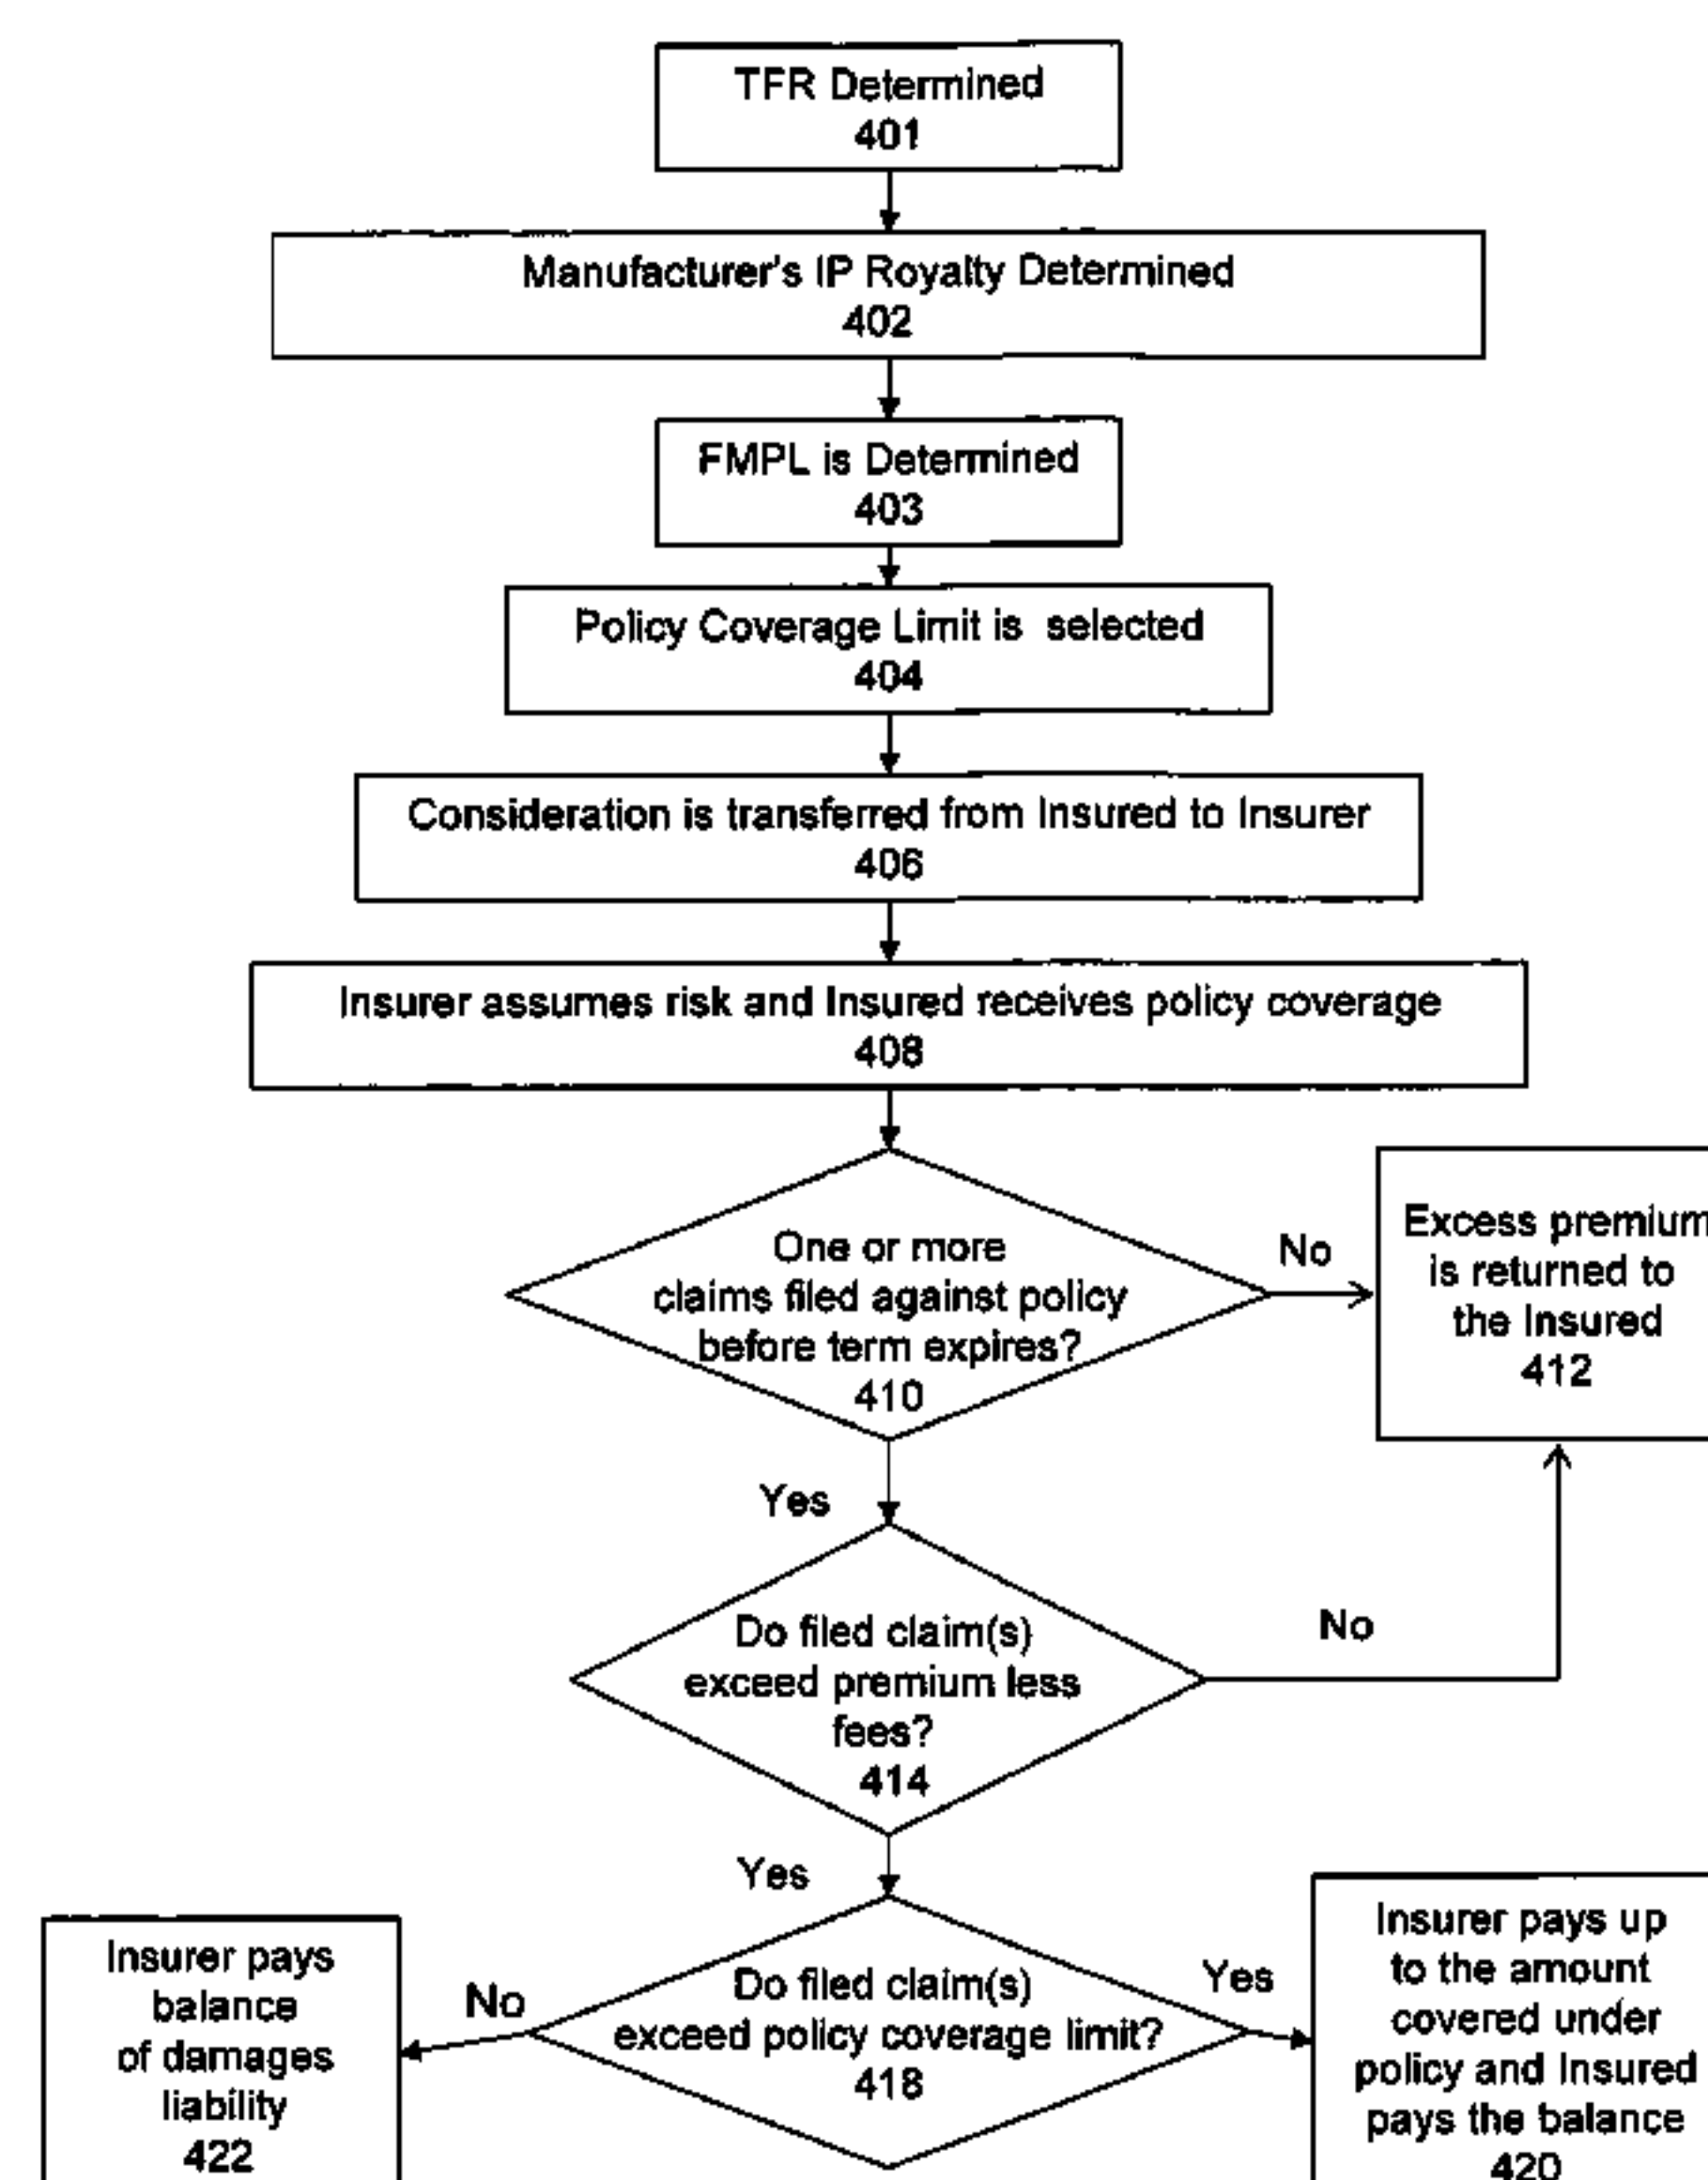 TFR Determined
401
Manufacturer's IP Royalty Determined
402
FMPL is Determined
403
Policy Coverage Limit is selected
404
Consideration is transferred from Insured to Insurer
406
Insurer assumes risk and Insured receives policy coverage
408
One or more
claims filed against policy
before term expires?
410
No
Excess premium
is returned to
the Insured
412
Yes
Do filed claim(s)
exceed premium less
fees?
414
No
Yes
Do filed claim(s)
exceed policy coverage limit?
418
No
Insurer pays
balance
of damages
liability
422
Yes
Insurer pays up
to the amount
covered under
policy and Insured
pays the balance
420